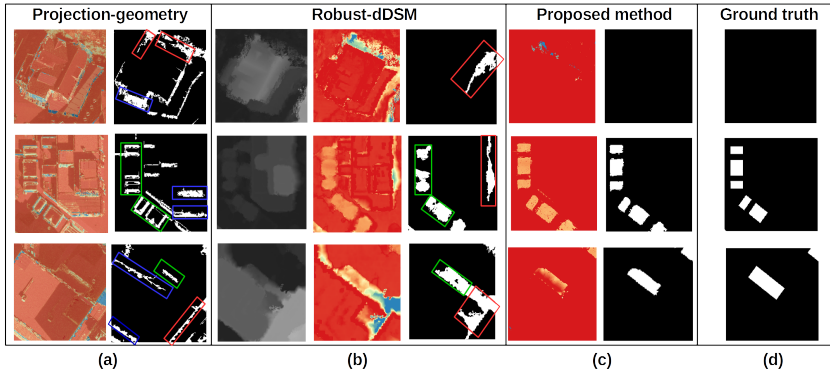 Projection-geometry
Robust-dDSM
Proposed method
Ground truth
(a)
(b)
(c)
(d)